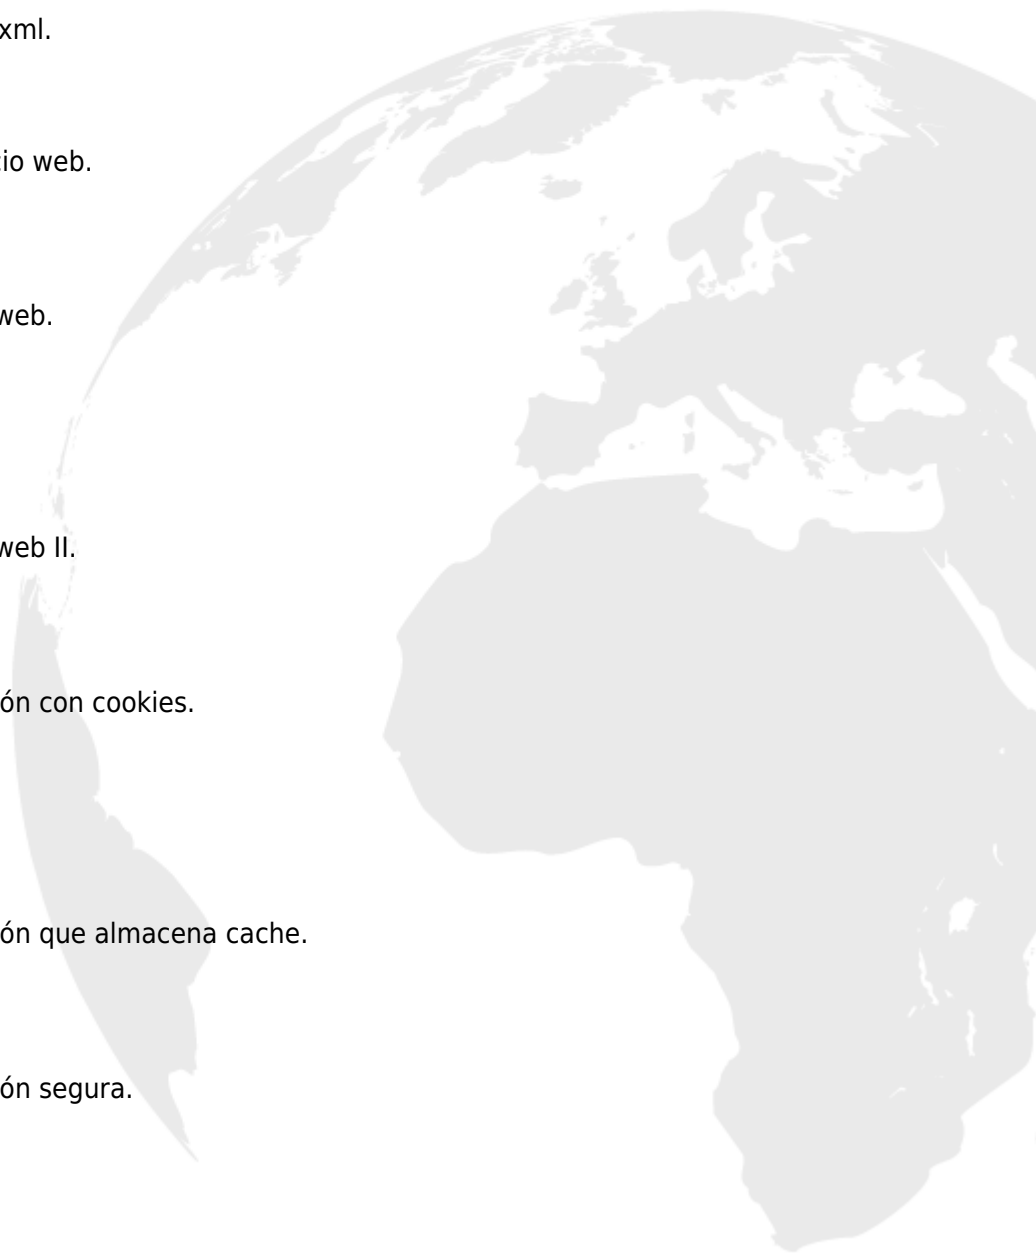 xml.
io web.
web.
web II.
ón con cookies.
ón que almacena cache.
ón segura.